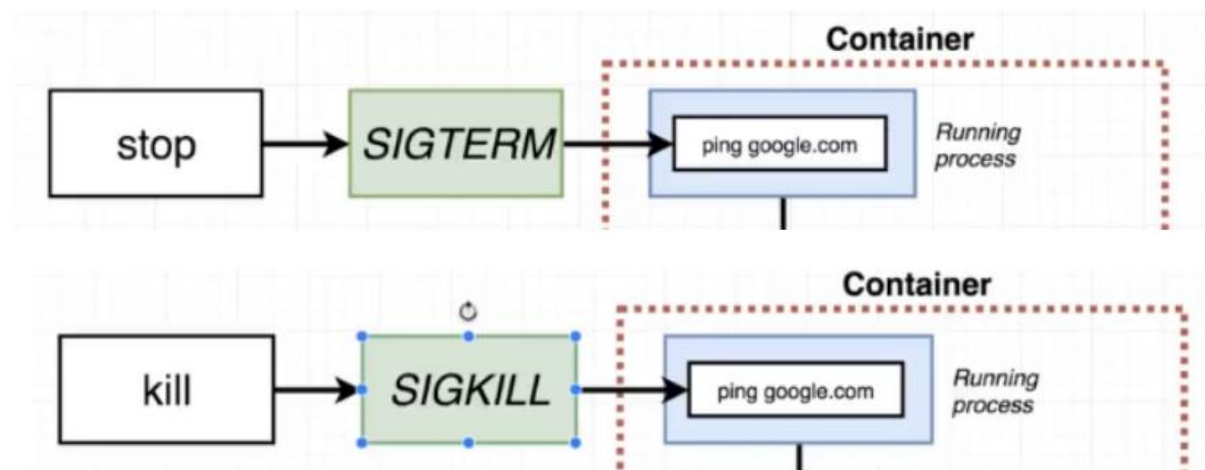 Container
stop
SIGTERM
ping google.com
Running
process
Container
kill
SIGKILL
ping google.com
Running
process